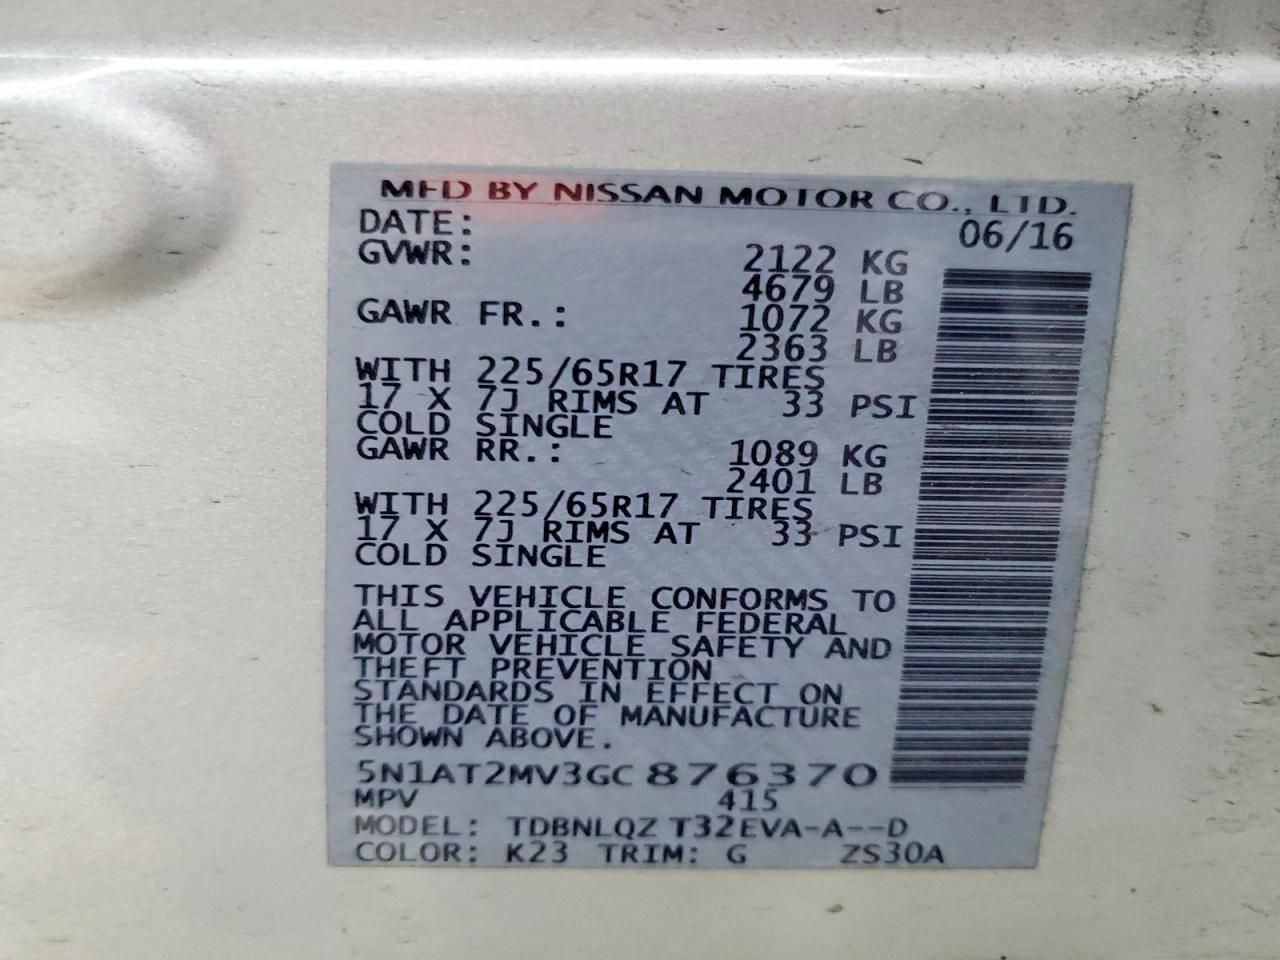 MFD BY NISSAN MOTOR CO., LTD.
DATE: 06/16
GVWR: 2122 KG
4679 LB
GAWR FR.: 1072 KG
2363 LB
WITH 225/65R17 TIRES
17 X 7J RIMS AT 33 PSI
COLD SINGLE
GAWR RR.: 1089 KG
2401 LB
WITH 225/65R17 TIRES
17 X 7J RIMS AT 33 PSI
COLD SINGLE
THIS VEHICLE CONFORMS TO
ALL APPLICABLE FEDERAL
MOTOR VEHICLE SAFETY AND
THEFT PREVENTION
STANDARDS IN EFFECT ON
THE DATE OF MANUFACTURE
SHOWN ABOVE.
5N1AT2MV3GC876370
MPV 415
MODEL: TDBNLQZ T32EVA-A--D
COLOR: K23 TRIM: G ZS30A